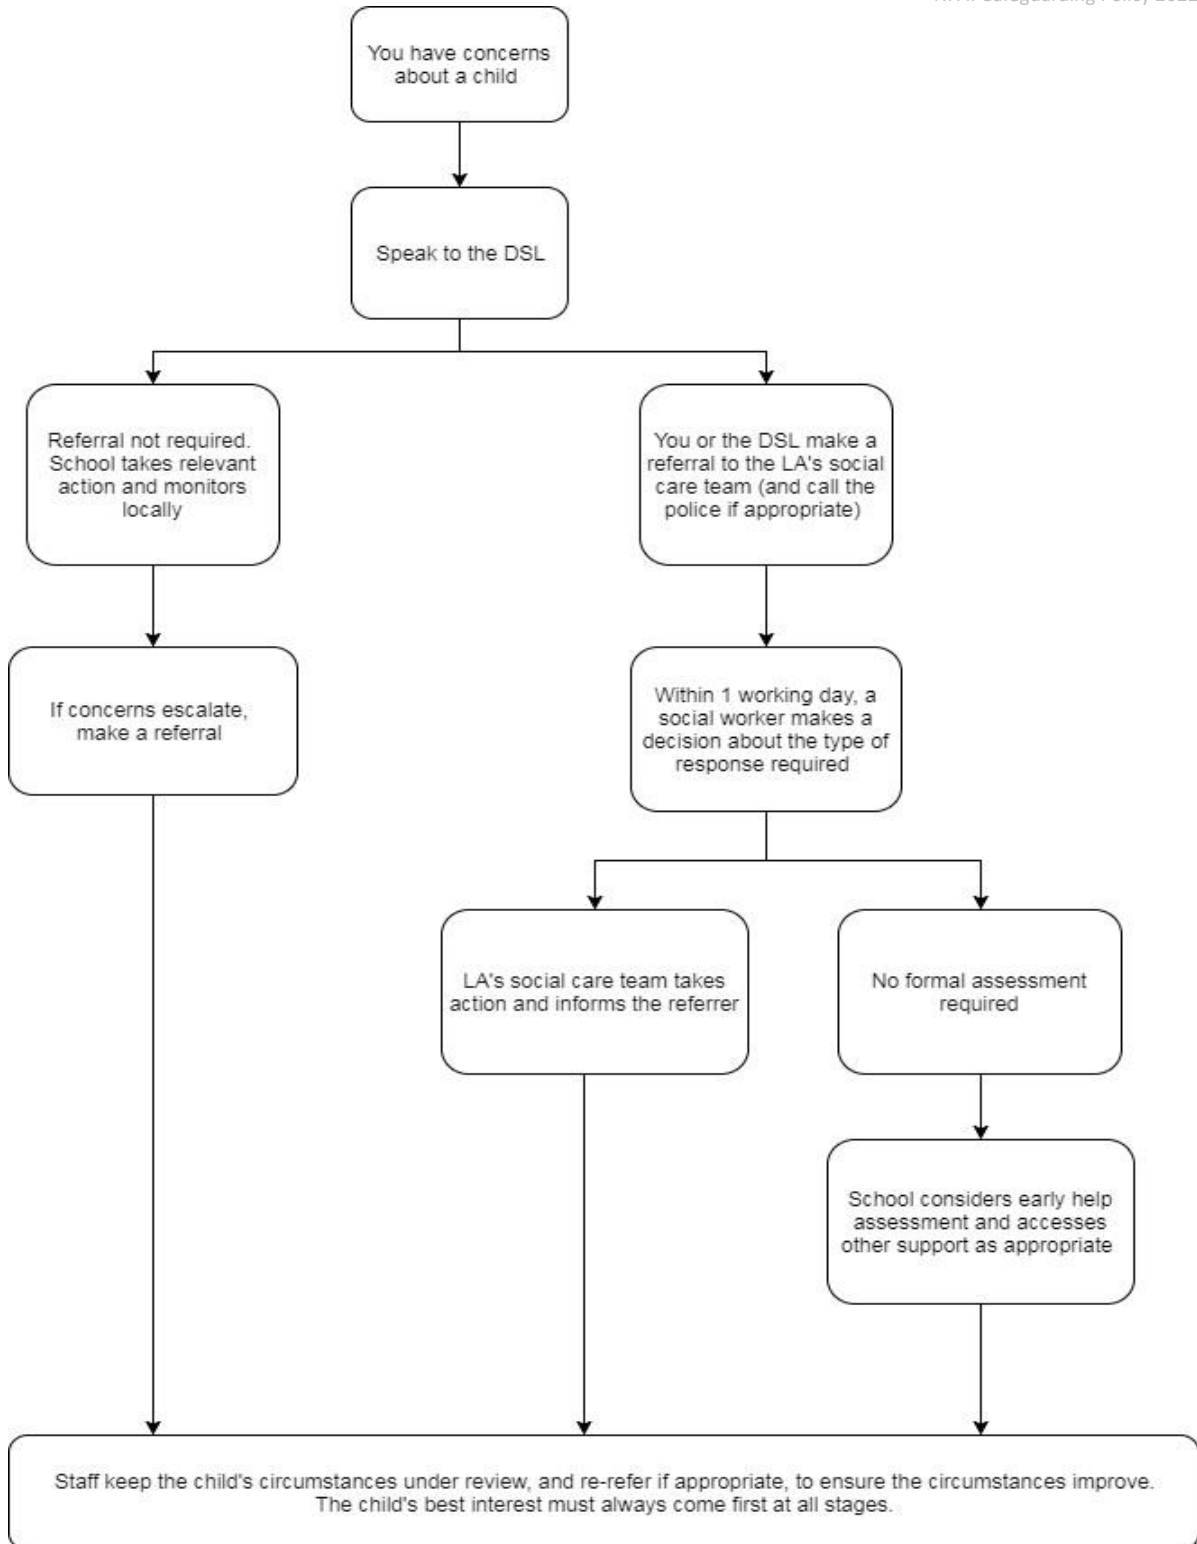 You have concerns
about a child
Speak to the DSL
Referral not required.
School takes relevant
action and monitors
locally
You or the DSL make a
referral to the LA's social
care team (and call the
police if appropriate)
If concerns escalate,
make a referral
Within 1 working day, a
social worker makes a
decision about the type of
response required
LA's social care team takes
action and informs the referrer
No formal assessment
required
School considers early help
assessment and accesses
other support as appropriate
Staff keep the child's circumstances under review, and re-refer if appropriate, to ensure the circumstances improve.
The child's best interest must always come first at all stages.